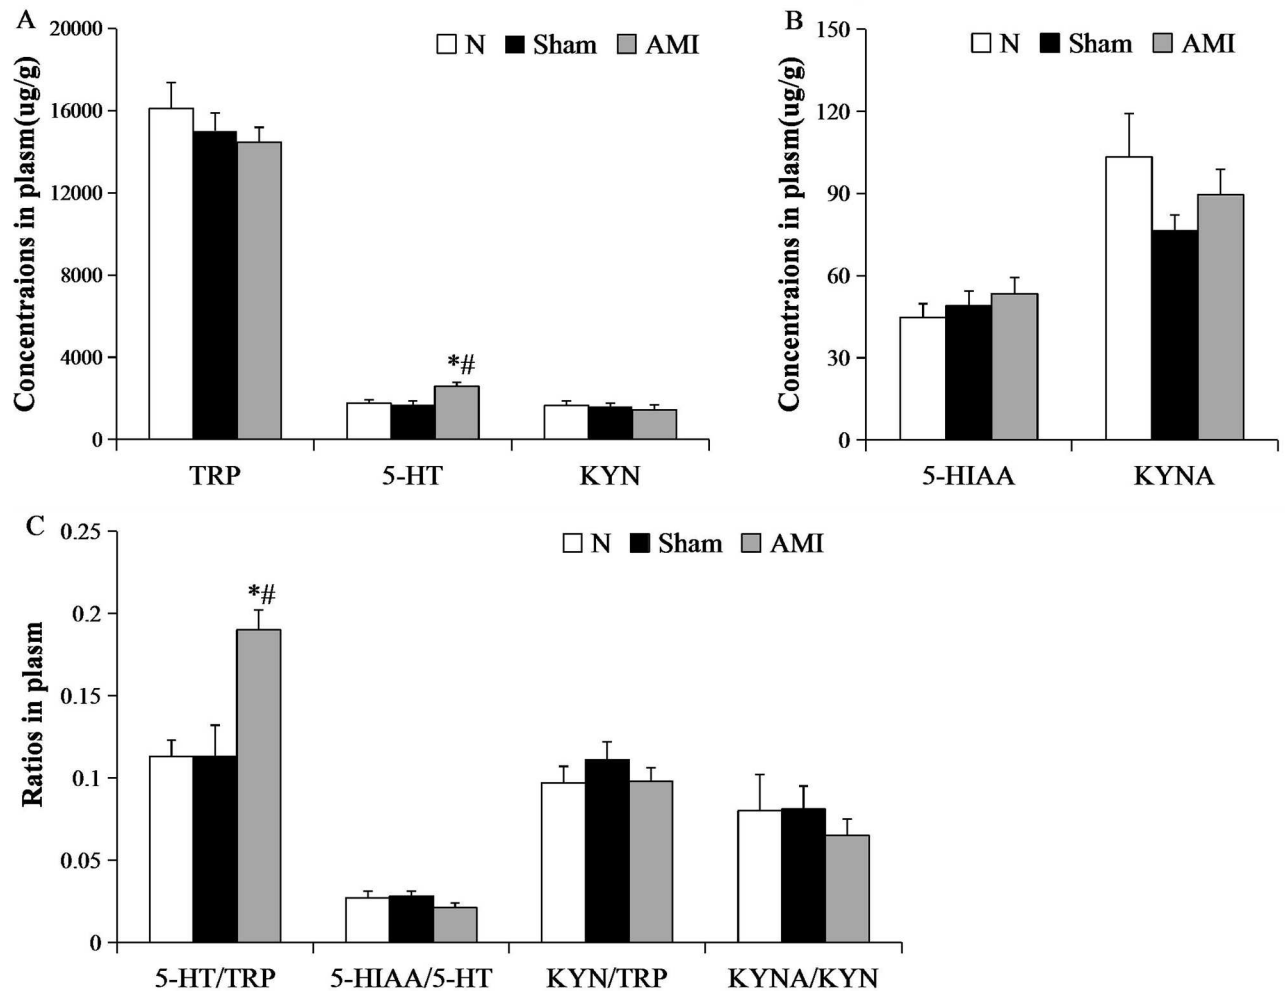 A
Concentraions in plasm(ug/g)
20000
16000
12000
8000
4000
0
N Sham AMI
*#
TRP 5-HT KYN
B
Concentraions in plasm(ug/g)
150
120
90
60
30
0
N Sham AMI
5-HIAA KYNA
C
Ratios in plasm
0.25
0.2
0.15
0.1
0.05
0
N Sham AMI
*#
5-HT/TRP 5-HIAA/5-HT KYN/TRP KYNA/KYN